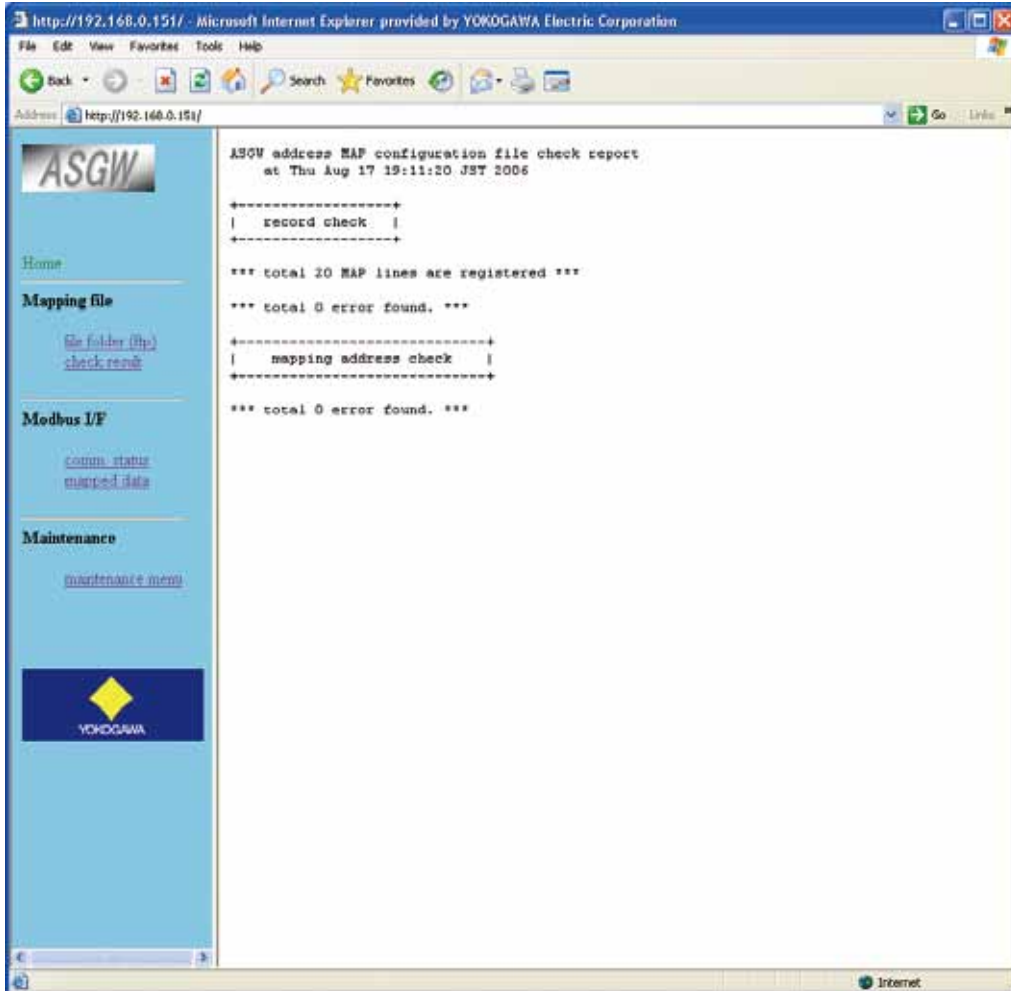 http://192.168.0.151/ - Microsoft Internet Explorer provided by YOKOGAWA Electric Corporation
File Edit View Favorites Tools Help
Back Search Favorites
Address http://192.168.0.151/ Go Links »
ASGW
Home
Mapping file
file folder (ftp)
check result
Modbus I/F
comm. status
mapped data
Maintenance
maintenance menu
YOKOGAWA
ASGW address MAP configuration file check report
at Thu Aug 17 19:11:20 JST 2006
+------------------+
| record check |
+------------------+
*** total 20 MAP lines are registered ***
*** total 0 error found. ***
+----------------------------+
| mapping address check |
+----------------------------+
*** total 0 error found. ***
Internet